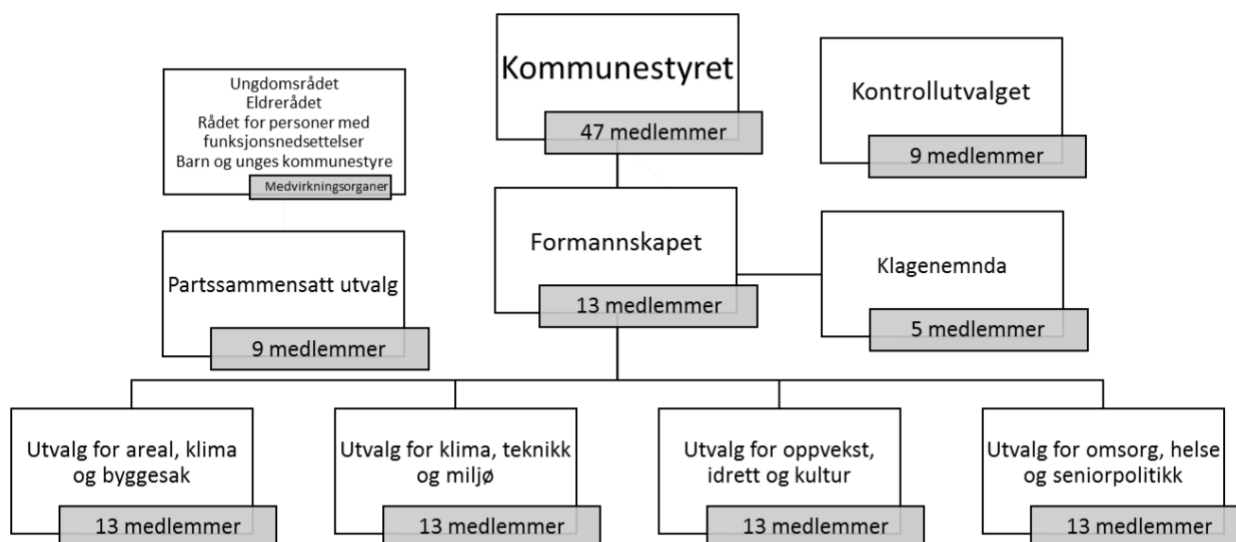 Kommunestyret
47 medlemmer
Ungdomsrådet
Eldrerådet
Rådet for personer med
funksjonsnedsettelser
Barn og unges kommunestyre
Medvirkningsorganer
Kontrollutvalget
9 medlemmer
Formannskapet
13 medlemmer
Partssammensatt utvalg
9 medlemmer
Klagenemnda
5 medlemmer
Utvalg for areal, klima
og byggesak
13 medlemmer
Utvalg for klima, teknikk
og miljø
13 medlemmer
Utvalg for oppvekst,
idrett og kultur
13 medlemmer
Utvalg for omsorg, helse
og seniorpolitikk
13 medlemmer